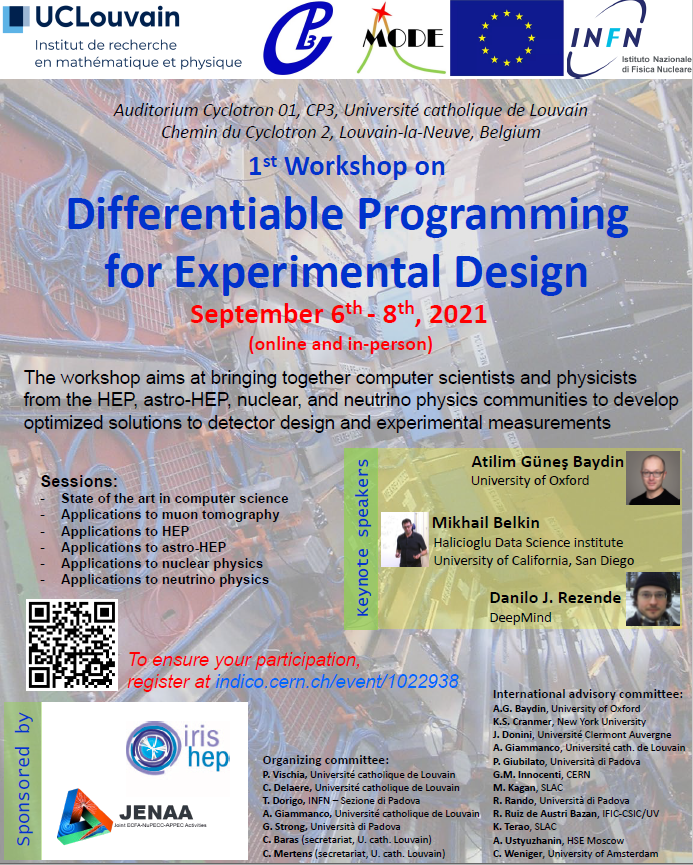 UCLouvain
Institut de recherche
en mathématique et physique
CP3
MODE
INFN
Istituto Nazionale
di Fisica Nucleare
Auditorium Cyclotron 01, CP3, Université catholique de Louvain
Chemin du Cyclotron 2, Louvain-la-Neuve, Belgium
1st Workshop on
Differentiable Programming
for Experimental Design
September 6th - 8th, 2021
(online and in-person)
The workshop aims at bringing together computer scientists and physicists
from the HEP, astro-HEP, nuclear, and neutrino physics communities to develop
optimized solutions to detector design and experimental measurements
Sessions:
- State of the art in computer science
- Applications to muon tomography
- Applications to HEP
- Applications to astro-HEP
- Applications to nuclear physics
- Applications to neutrino physics
Keynote speakers
Atilim Güneş Baydin
University of Oxford
Mikhail Belkin
Halicioglu Data Science institute
University of California, San Diego
Danilo J. Rezende
DeepMind
To ensure your participation,
register at indico.cern.ch/event/1022938
Sponsored by
iris
hep
JENAA
Joint ECFA-NuPECC-APPEC Activities
Organizing committee:
P. Vischia, Université catholique de Louvain
C. Delaere, Université catholique de Louvain
T. Dorigo, INFN – Sezione di Padova
A. Giammanco, Université catholique de Louvain
G. Strong, Università di Padova
C. Baras (secretariat, U. cath. Louvain)
C. Mertens (secretariat, U. cath. Louvain)
International advisory committee:
A.G. Baydin, University of Oxford
K.S. Cranmer, New York University
J. Donini, Université Clermont Auvergne
A. Giammanco, Université cath. de Louvain
P. Giubilato, Università di Padova
G.M. Innocenti, CERN
M. Kagan, SLAC
R. Rando, Università di Padova
R. Ruiz de Austri Bazan, IFIC-CSIC/UV
K. Terao, SLAC
A. Ustyuzhanin, HSE Moscow
C. Weniger, University of Amsterdam